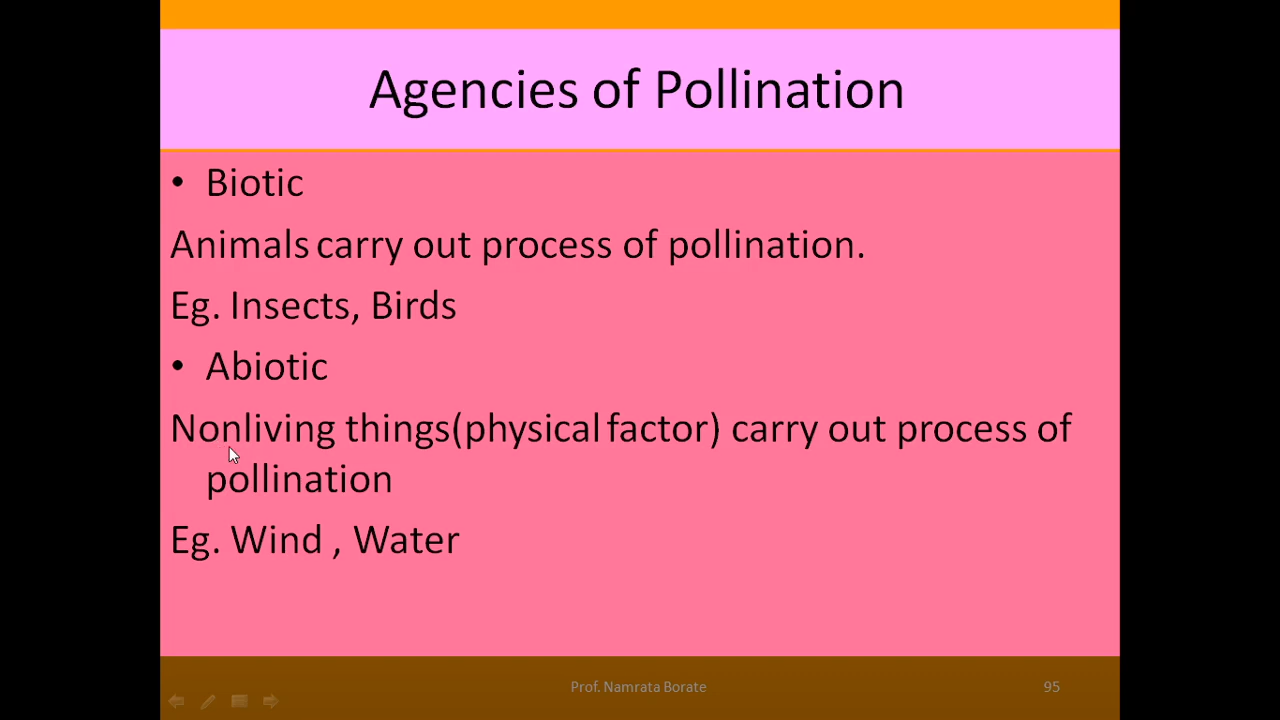 Agencies of Pollination
• Biotic
Animals carry out process of pollination.
Eg. Insects, Birds
• Abiotic
Nonliving things(physical factor) carry out process of
pollination
Eg. Wind , Water
Prof. Namrata Borate
95